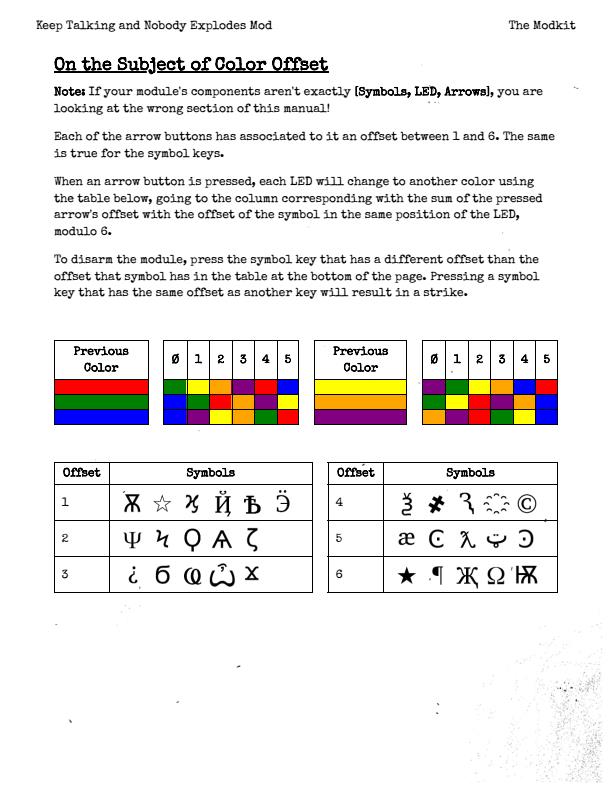 Keep Talking and Nobody Explodes Mod The Modkit
On the Subject of Color Offset
Note: If your module's components aren't exactly [Symbols, LED, Arrows], you are
looking at the wrong section of this manual!
Each of the arrow buttons has associated to it an offset between 1 and 6. The same
is true for the symbol keys.
When an arrow button is pressed, each LED will change to another color using
the table below, going to the column corresponding with the sum of the pressed
arrow's offset with the offset of the symbol in the same position of the LED,
modulo 6.
To disarm the module, press the symbol key that has a different offset than the
offset that symbol has in the table at the bottom of the page. Pressing a symbol
key that has the same offset as another key will result in a strike.
Previous
Color
0 1 2 3 4 5
Previous
Color
0 1 2 3 4 5
Offset Symbols
1 Ѫ ☆ ϰ Ҋ Ѣ Ӭ
2 Ψ Ϟ Ϙ Ѧ ζ
3 ¿ б Ҩ Ѽ Ӿ
4 Ѯ ҂ Ԇ ҈ ©
5 æ Ͼ ƛ ټ Ͽ
6 ★ ¶ Җ Ω Ѭ